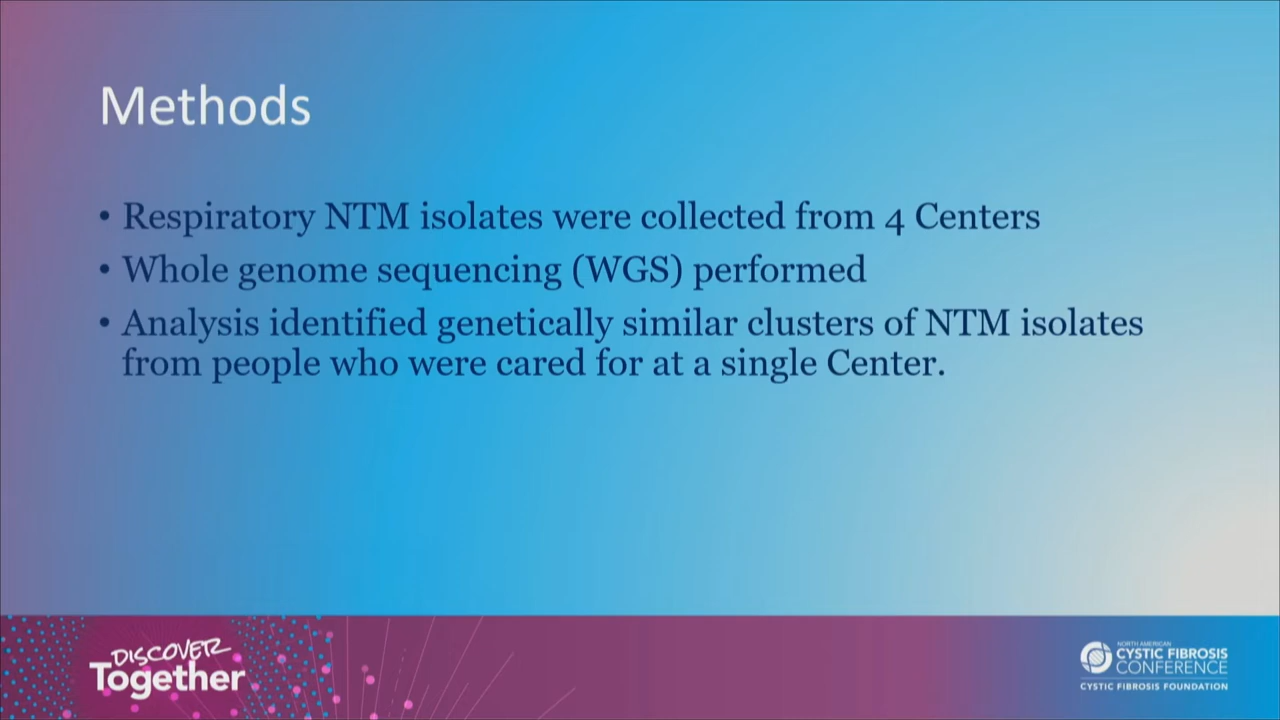 Methods
• Respiratory NTM isolates were collected from 4 Centers
• Whole genome sequencing (WGS) performed
• Analysis identified genetically similar clusters of NTM isolates
from people who were cared for at a single Center.
DISCOVER
Together
NORTH AMERICAN
CYSTIC FIBROSIS
CONFERENCE
CYSTIC FIBROSIS FOUNDATION